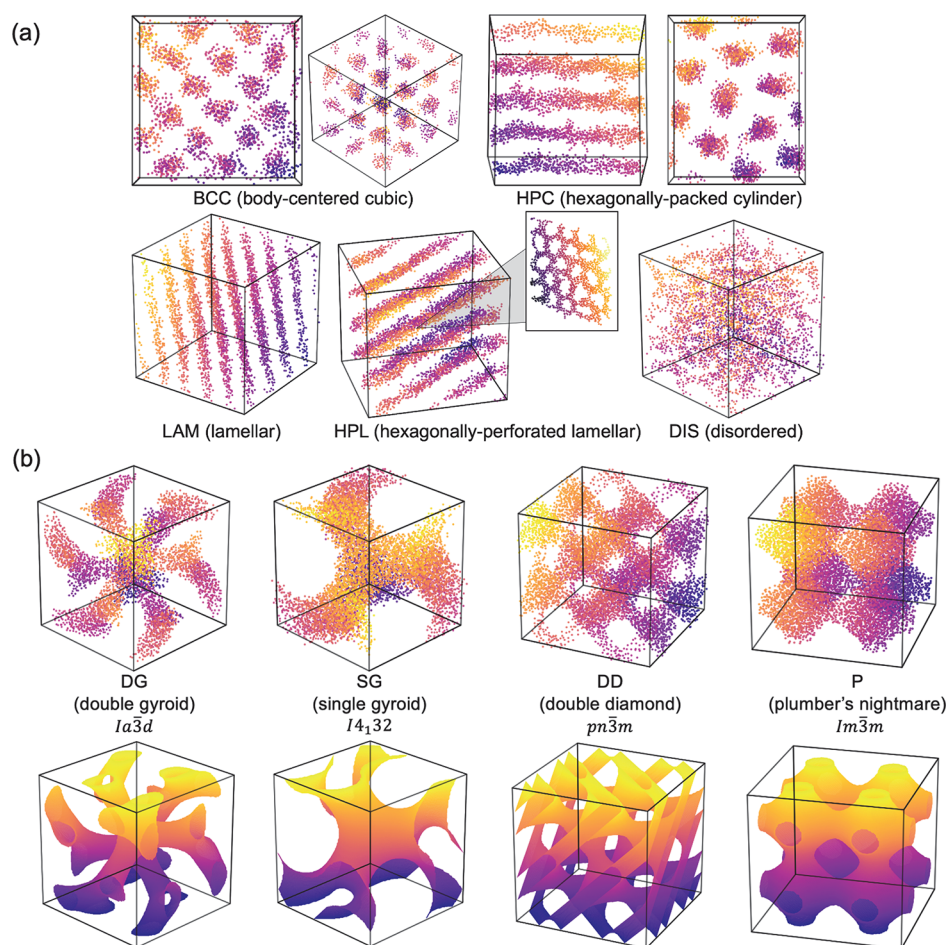 (a)
BCC (body-centered cubic)
HPC (hexagonally-packed cylinder)
LAM (lamellar)
HPL (hexagonally-perforated lamellar)
DIS (disordered)
(b)
DG
(double gyroid)
Ia3̅d
SG
(single gyroid)
I4₁32
DD
(double diamond)
pn3̅m
P
(plumber's nightmare)
Im3̅m